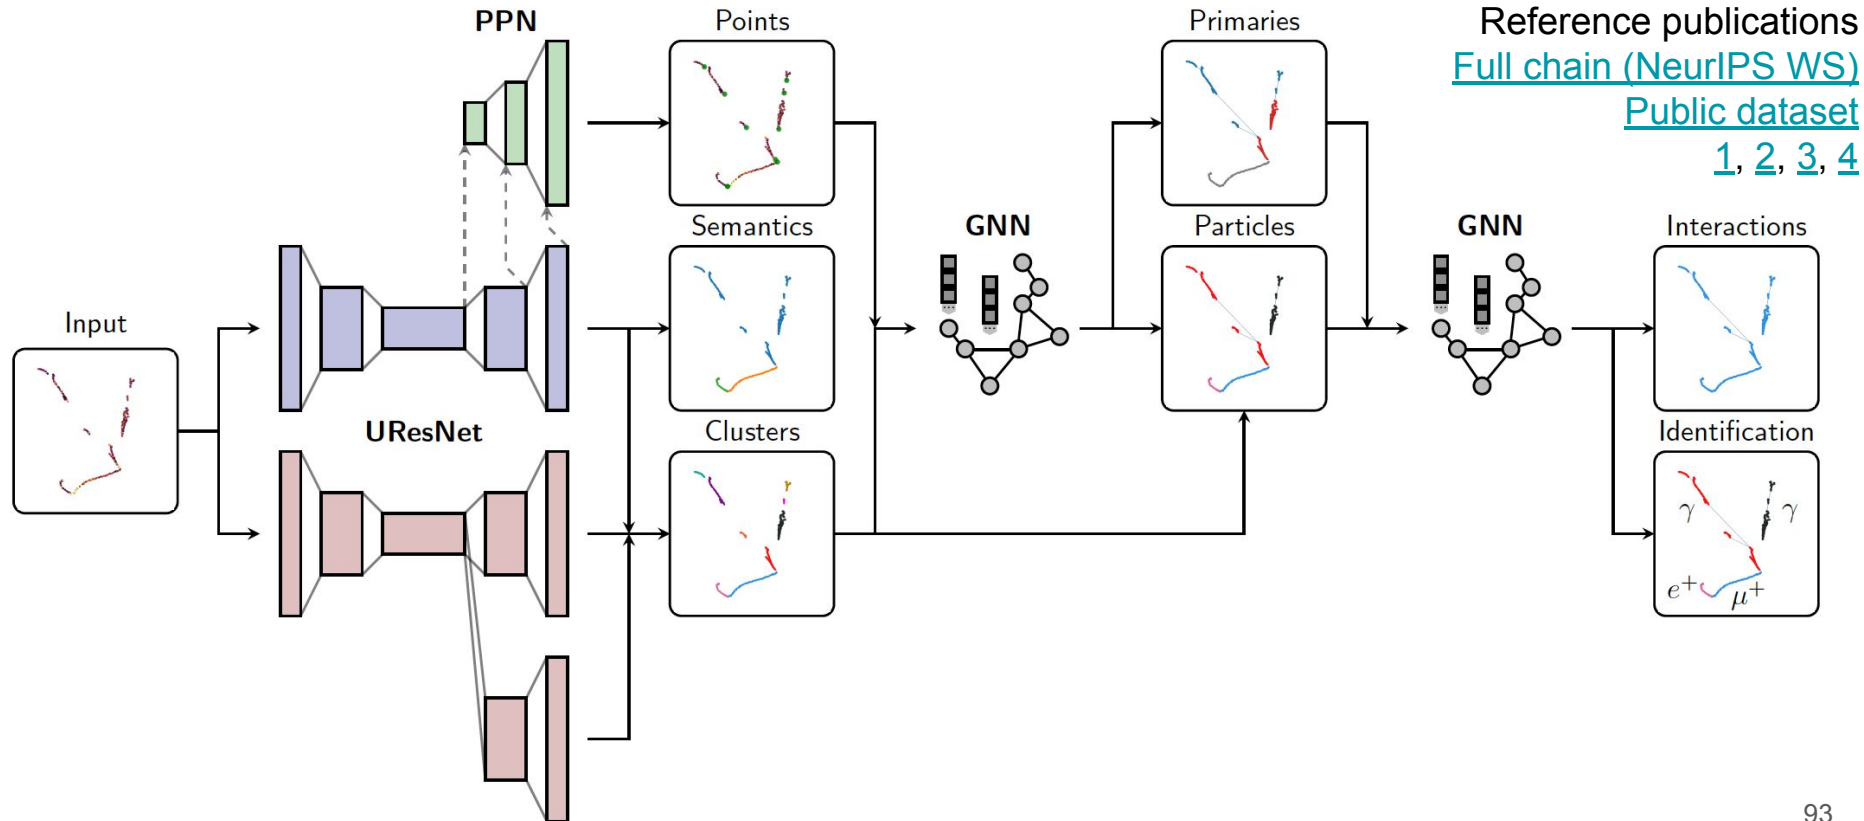 PPN
Points
Primaries
Reference publications
Full chain (NeurIPS WS)
Public dataset
1, 2, 3, 4
Semantics
GNN
Particles
GNN
Interactions
Input
URESNet
Clusters
Identification
γ
γ
e+
μ+
93